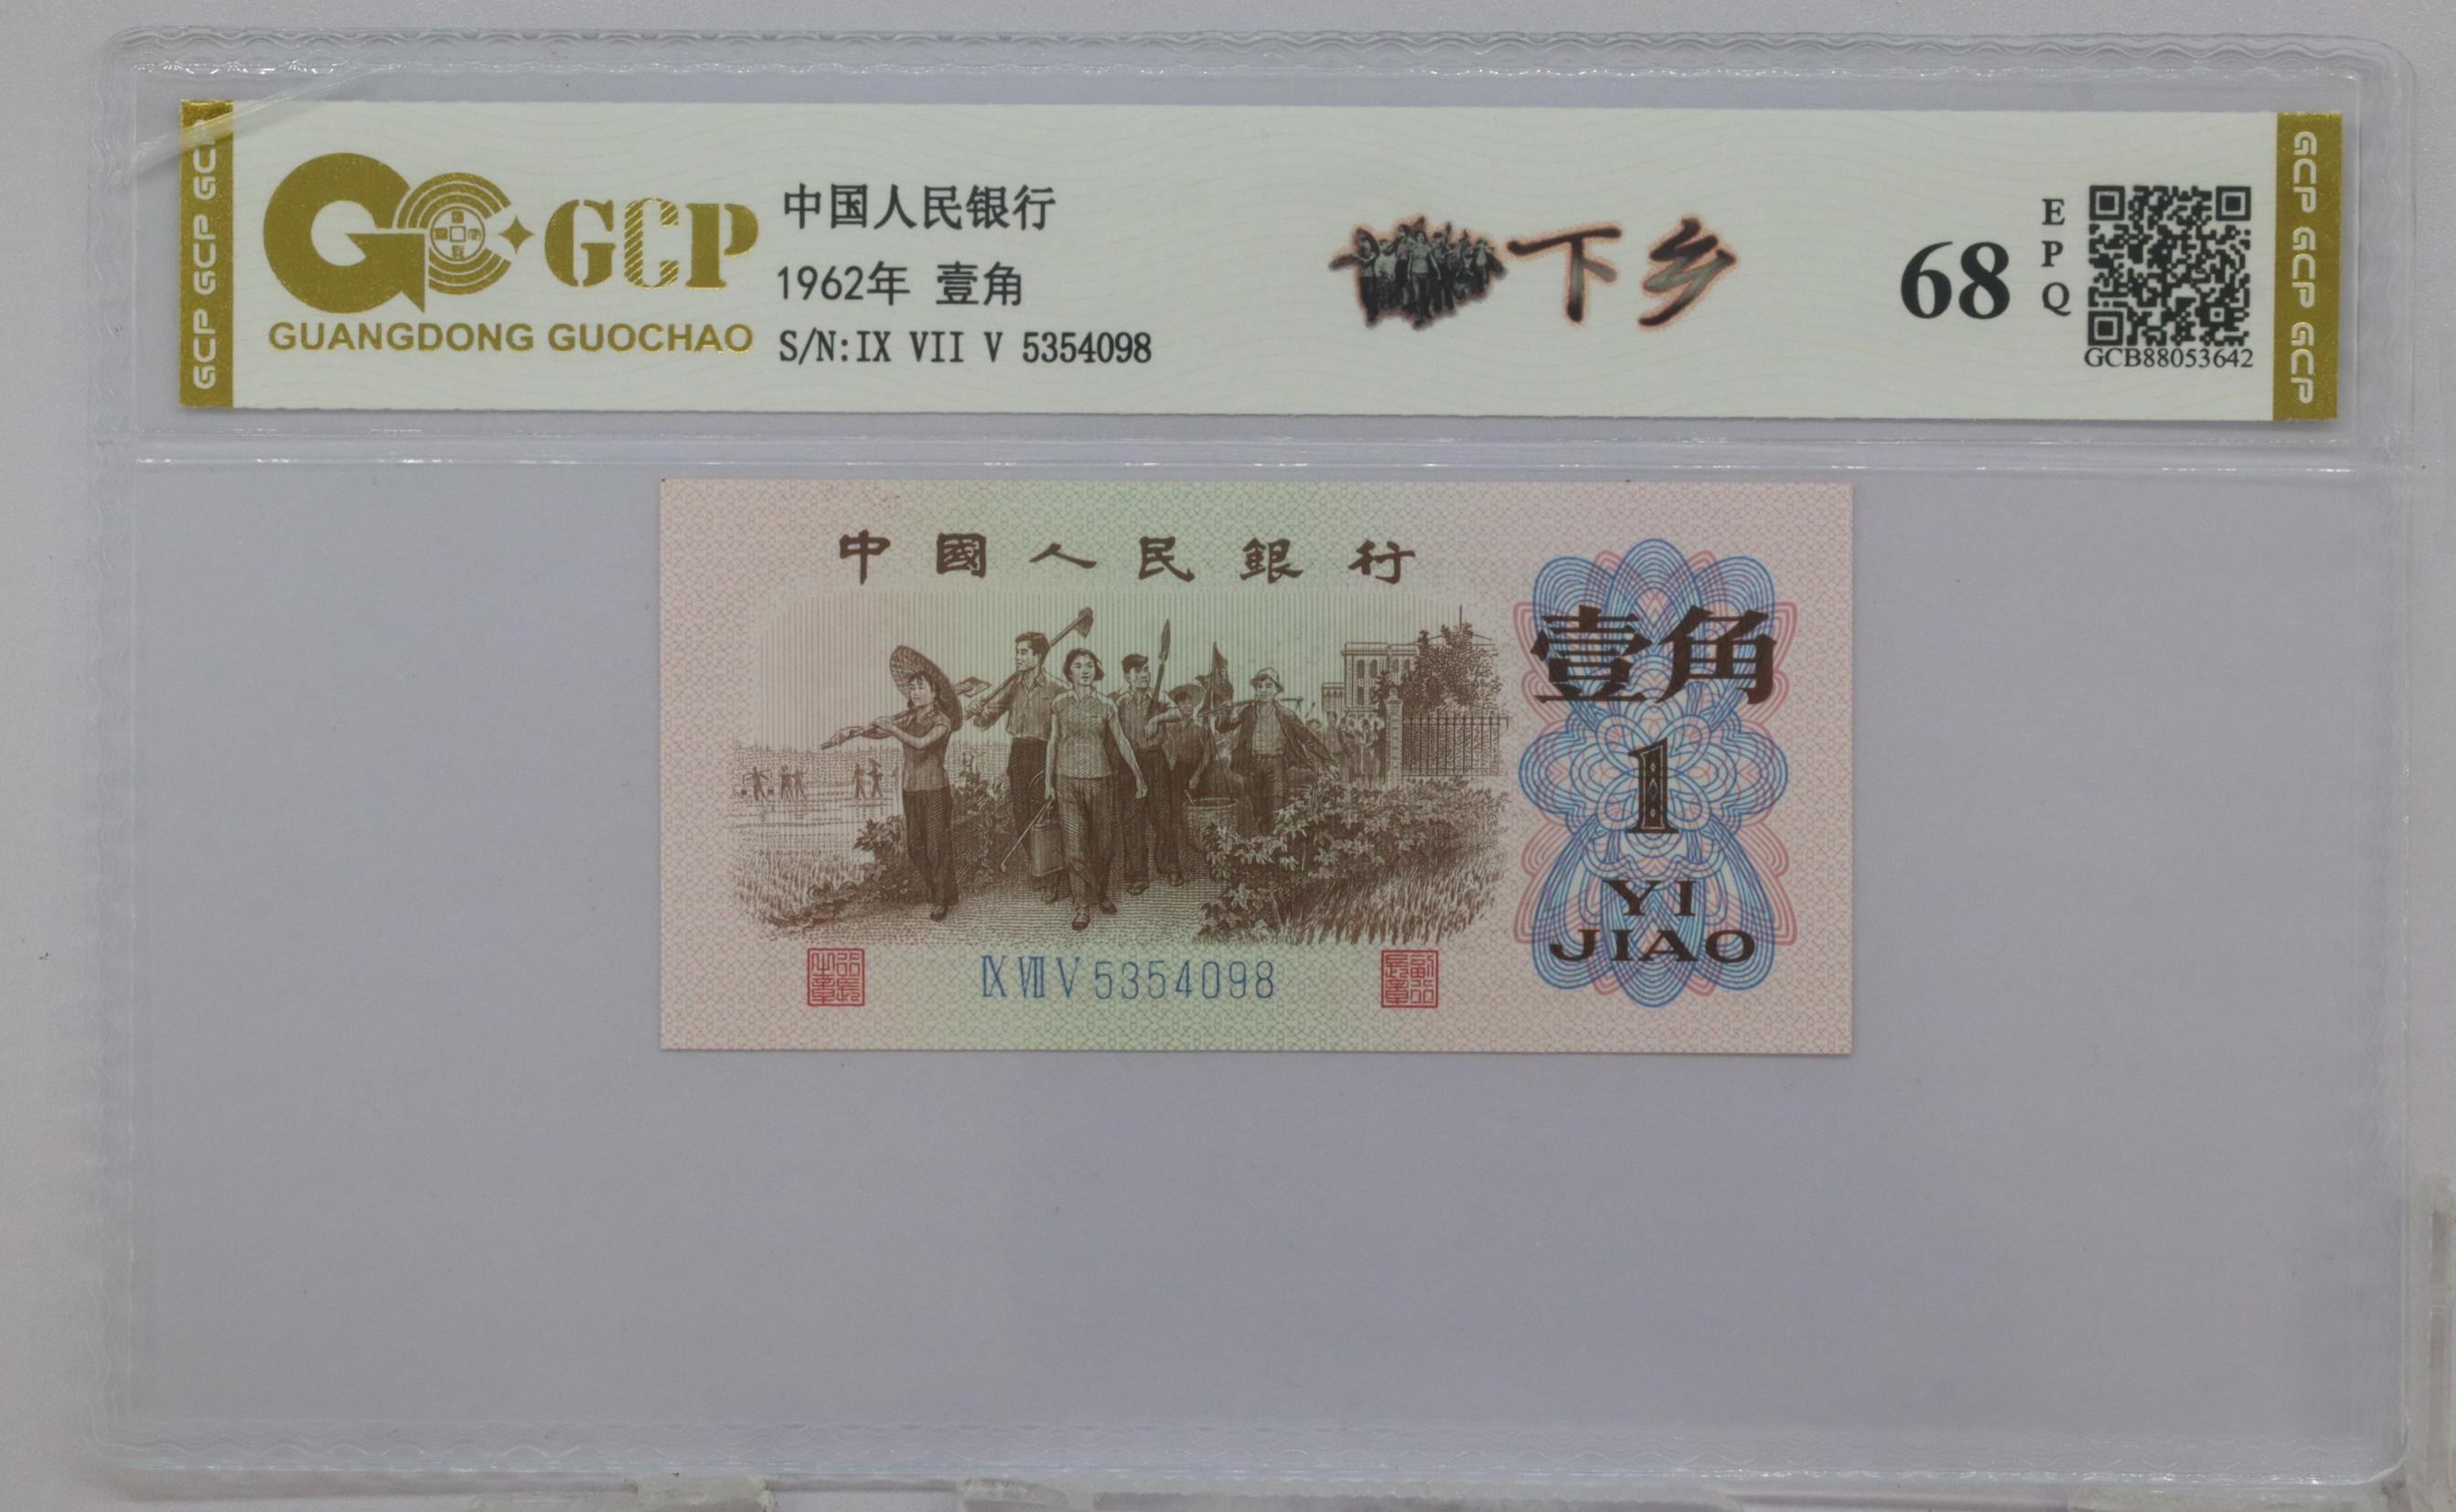 GCP GCP GCP
GCP
GUANGDONG GUOCHAO
中国人民银行
1962年 壹角
S/N:IX VII V 5354098
下乡
68
EPQ
GCB88053642
GCP GCP GCP
中國人民銀行
壹角
1
YI
JIAO
IX VII V 5354098